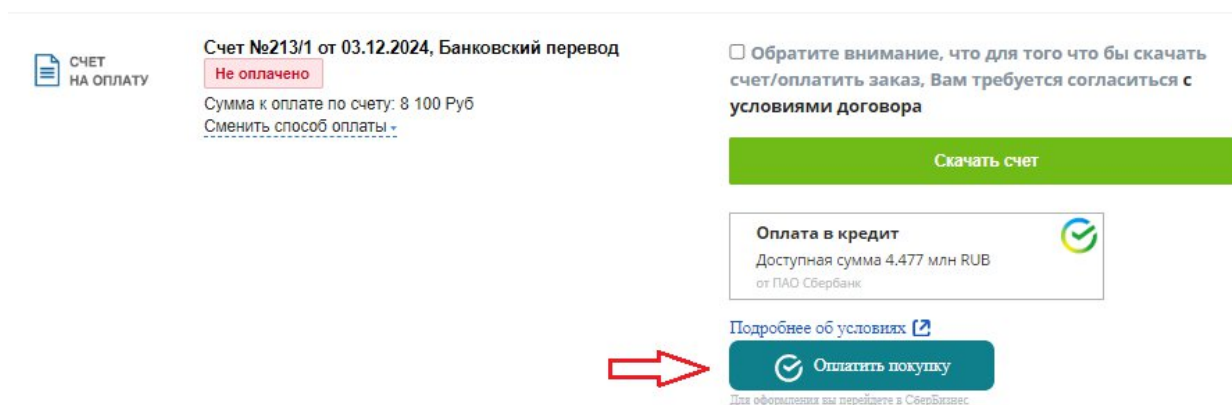 СЧЕТ
НА ОПЛАТУ
Счет №213/1 от 03.12.2024, Банковский перевод
Не оплачено
Сумма к оплате по счету: 8 100 Руб
Сменить способ оплаты
Обратите внимание, что для того что бы скачать
счет/оплатить заказ, Вам требуется согласиться с
условиями договора
Скачать счет
Оплата в кредит
Доступная сумма 4.477 млн RUB
от ПАО Сбербанк
Подробнее об условиях
Оплатить покупку
Для оформления вы перейдете в СберБизнес